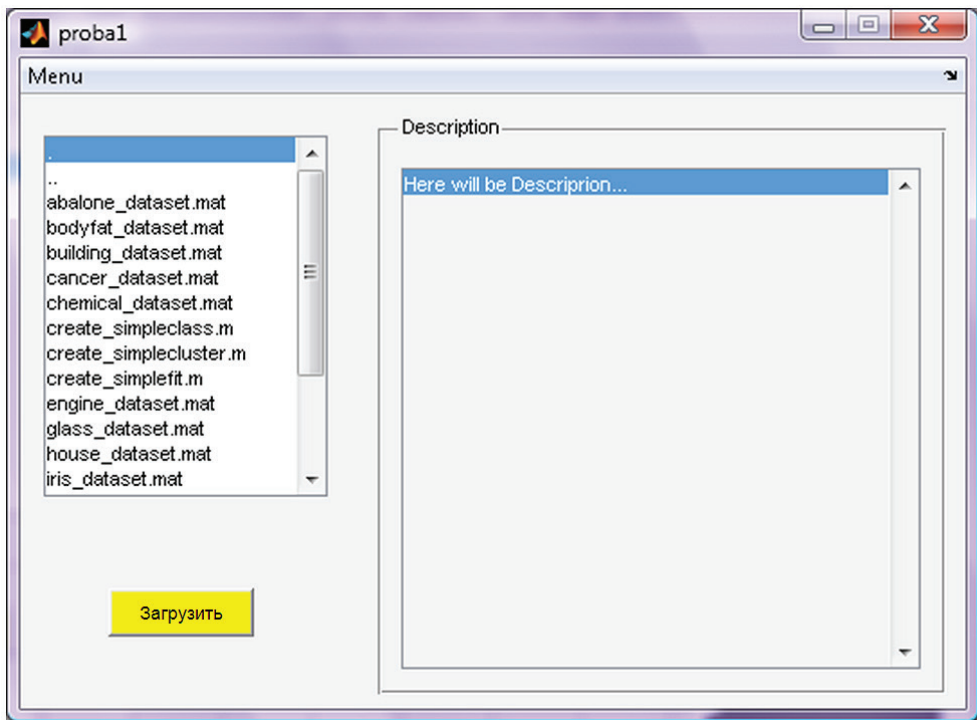 proba1
Menu
.
..
abalone_dataset.mat
bodyfat_dataset.mat
building_dataset.mat
cancer_dataset.mat
chemical_dataset.mat
create_simpleclass.m
create_simplecluster.m
create_simplefit.m
engine_dataset.mat
glass_dataset.mat
house_dataset.mat
iris_dataset.mat
Загрузить
Description
Here will be Descriprion...